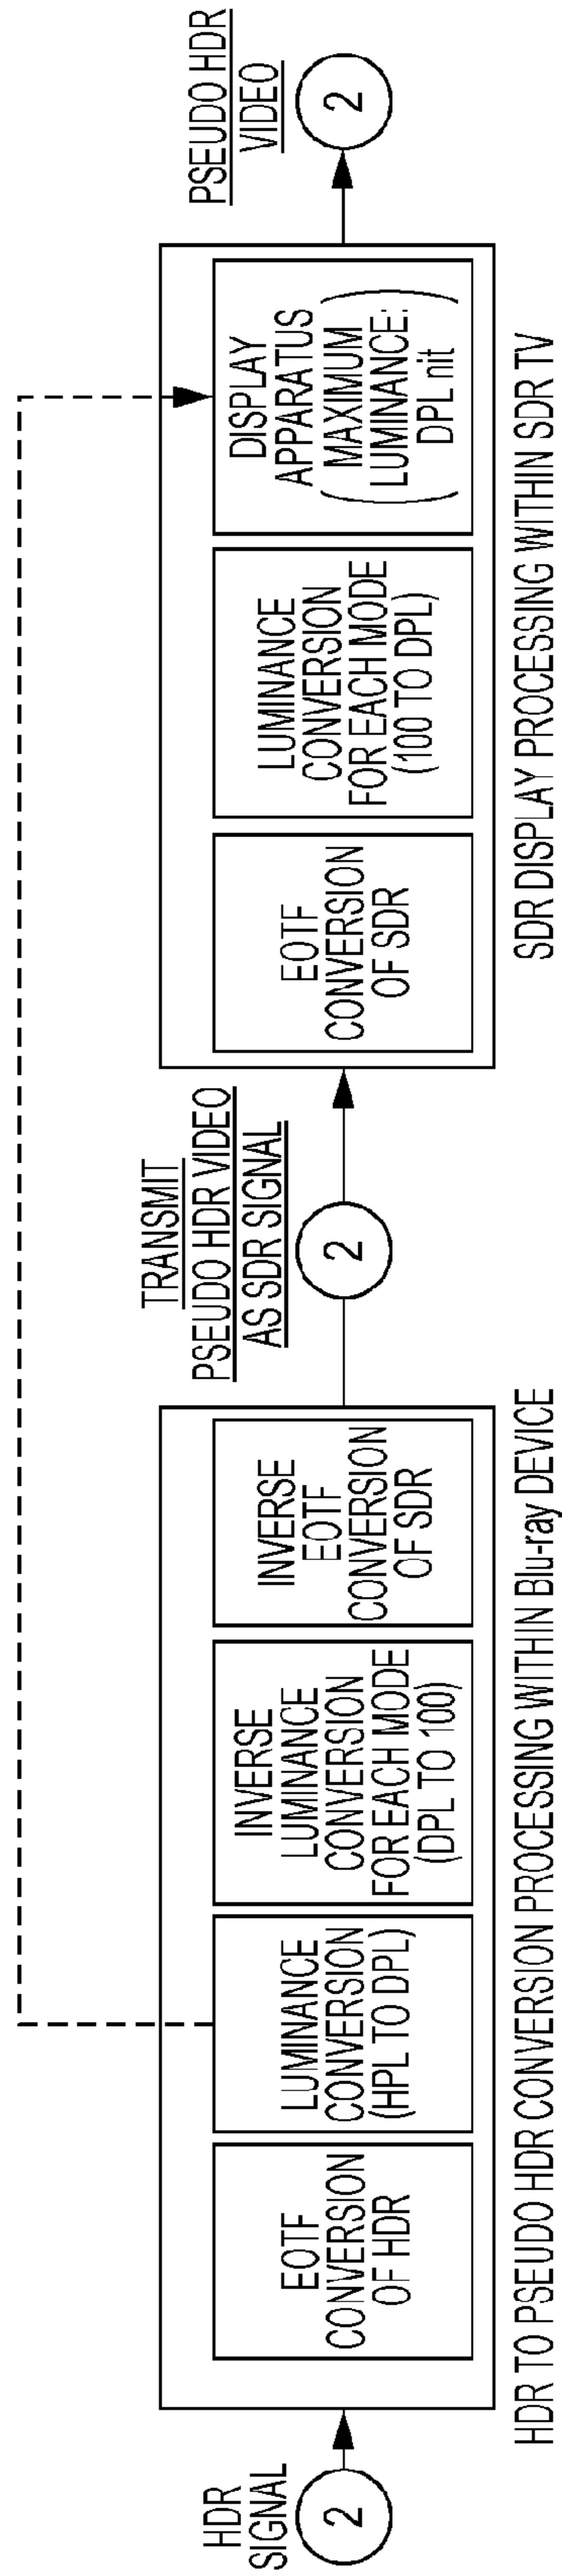 HDR
SIGNAL
2
EOTF
CONVERSION
OF HDR
LUMINANCE
CONVERSION
(HPL TO DPL)
INVERSE
LUMINANCE
CONVERSION
FOR EACH MODE
(DPL TO 100)
INVERSE
EOTF
CONVERSION
OF SDR
HDR TO PSEUDO HDR CONVERSION PROCESSING WITHIN Blu-ray DEVICE
TRANSMIT
PSEUDO HDR VIDEO
AS SDR SIGNAL
2
EOTF
CONVERSION
OF SDR
LUMINANCE
CONVERSION
FOR EACH MODE
(100 TO DPL)
DISPLAY
APPARATUS
(MAXIMUM
LUMINANCE:
DPL nit)
SDR DISPLAY PROCESSING WITHIN SDR TV
PSEUDO HDR
VIDEO
2